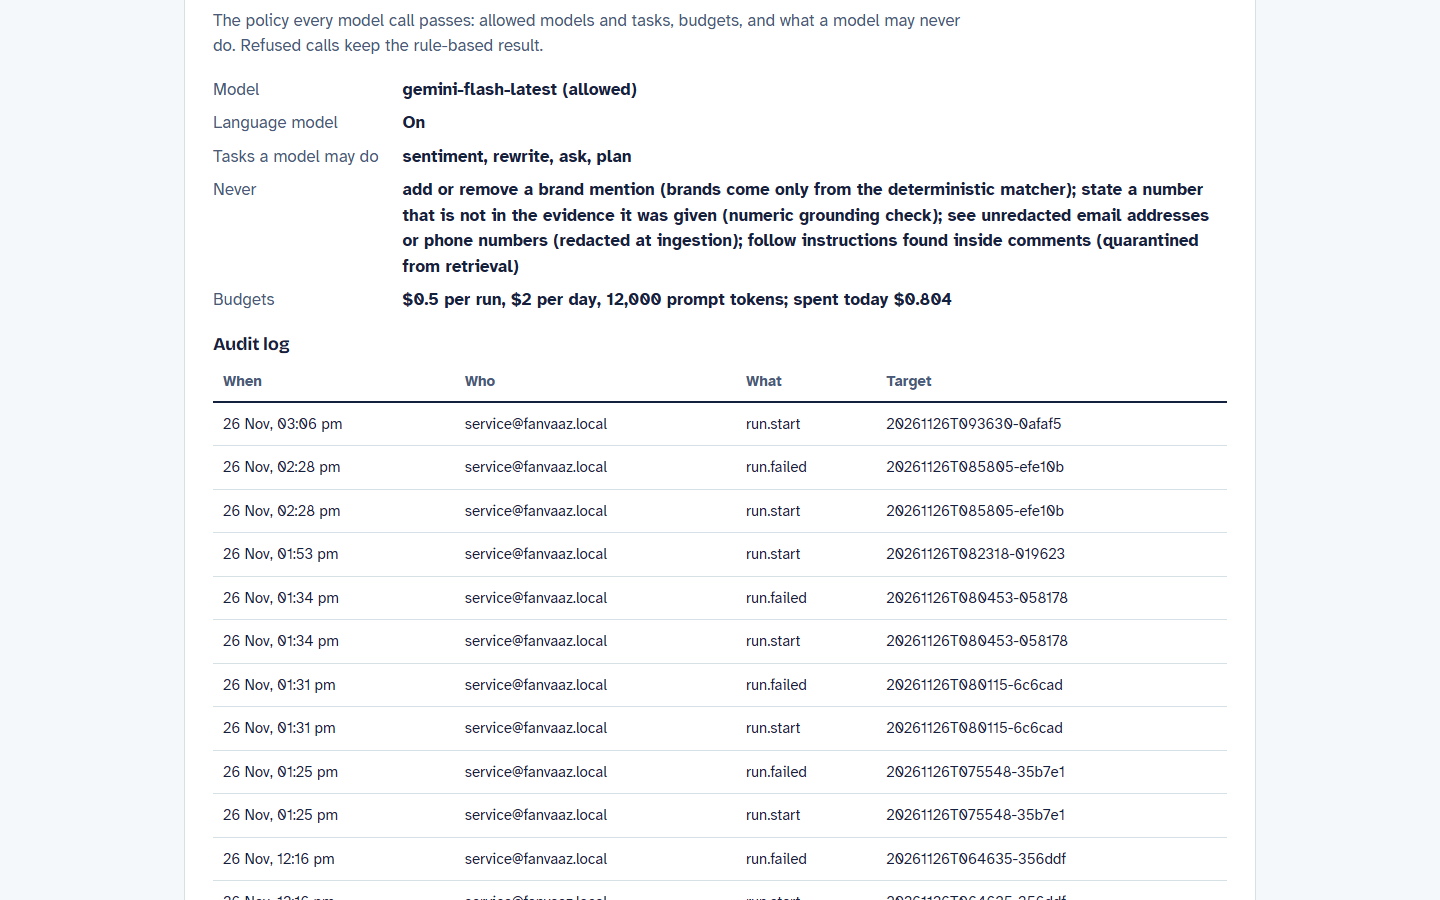 The policy every model call passes: allowed models and tasks, budgets, and what a model may never
do. Refused calls keep the rule-based result.
Model gemini-flash-latest (allowed)
Language model On
Tasks a model may do sentiment, rewrite, ask, plan
Never add or remove a brand mention (brands come only from the deterministic matcher); state a number
that is not in the evidence it was given (numeric grounding check); see unredacted email addresses
or phone numbers (redacted at ingestion); follow instructions found inside comments (quarantined
from retrieval)
Budgets $0.5 per run, $2 per day, 12,000 prompt tokens; spent today $0.804
Audit log
When Who What Target
26 Nov, 03:06 pm service@fanvaaz.local run.start 20261126T093630-0afaf5
26 Nov, 02:28 pm service@fanvaaz.local run.failed 20261126T085805-efe10b
26 Nov, 02:28 pm service@fanvaaz.local run.start 20261126T085805-efe10b
26 Nov, 01:53 pm service@fanvaaz.local run.start 20261126T082318-019623
26 Nov, 01:34 pm service@fanvaaz.local run.failed 20261126T080453-058178
26 Nov, 01:34 pm service@fanvaaz.local run.start 20261126T080453-058178
26 Nov, 01:31 pm service@fanvaaz.local run.failed 20261126T080115-6c6cad
26 Nov, 01:31 pm service@fanvaaz.local run.start 20261126T080115-6c6cad
26 Nov, 01:25 pm service@fanvaaz.local run.failed 20261126T075548-35b7e1
26 Nov, 01:25 pm service@fanvaaz.local run.start 20261126T075548-35b7e1
26 Nov, 12:16 pm service@fanvaaz.local run.failed 20261126T064635-356ddf